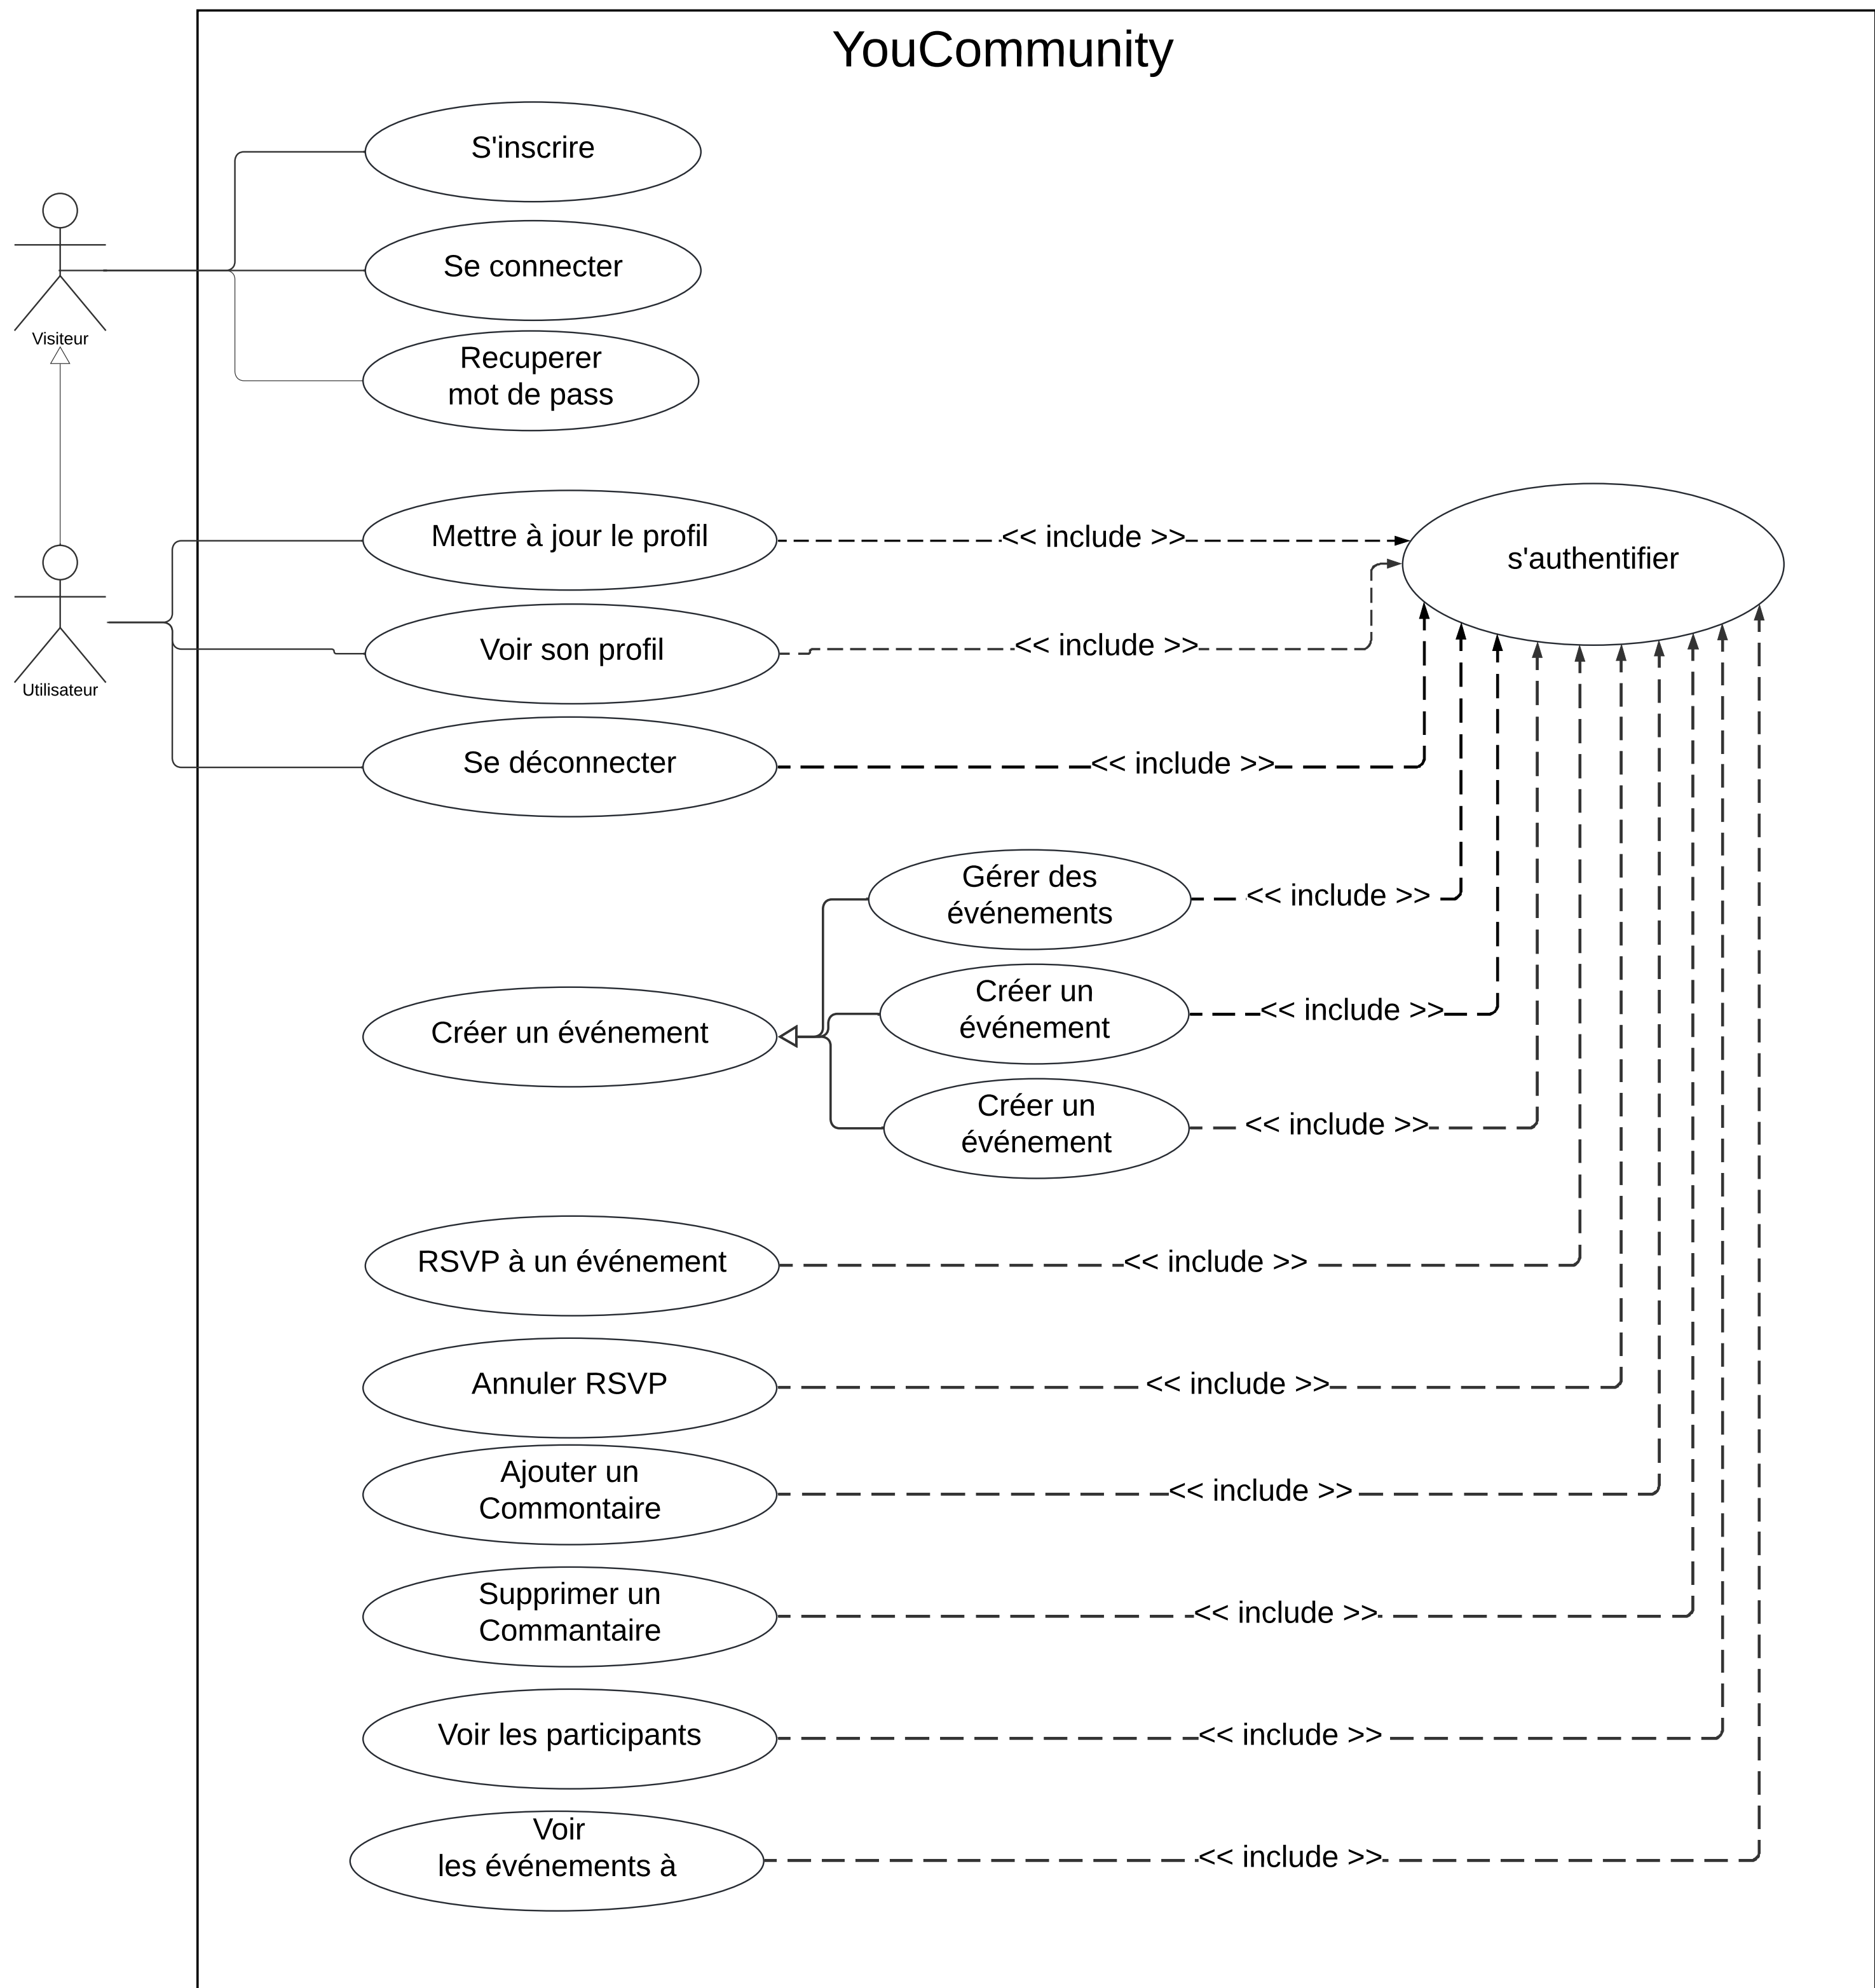 YouCommunity
S'inscrire
Se connecter
Recuperer
mot de pass
Visiteur
Mettre à jour le profil
<< include >>
s'authentifier
Voir son profil
<< include >>
Utilisateur
Se déconnecter
<< include >>
Gérer des
événements
<< include >>
Créer un événement
Créer un
événement
<< include >>
Créer un
événement
<< include >>
RSVP à un événement
<< include >>
Annuler RSVP
<< include >>
Ajouter un
Commontaire
<< include >>
Supprimer un
Commantaire
<< include >>
Voir les participants
<< include >>
Voir
les événements à
<< include >>